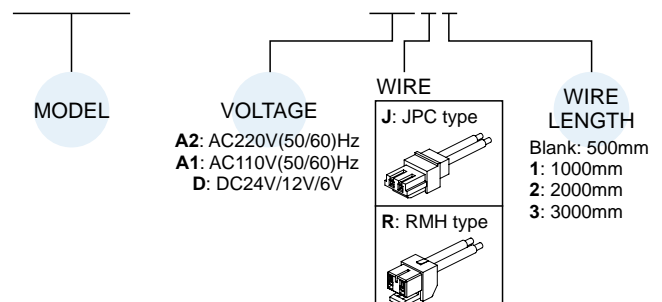 MODEL
VOLTAGE
A2: AC220V(50/60)Hz
A1: AC110V(50/60)Hz
D: DC24V/12V/6V
WIRE
J: JPC type
R: RMH type
WIRE
LENGTH
Blank: 500mm
1: 1000mm
2: 2000mm
3: 3000mm